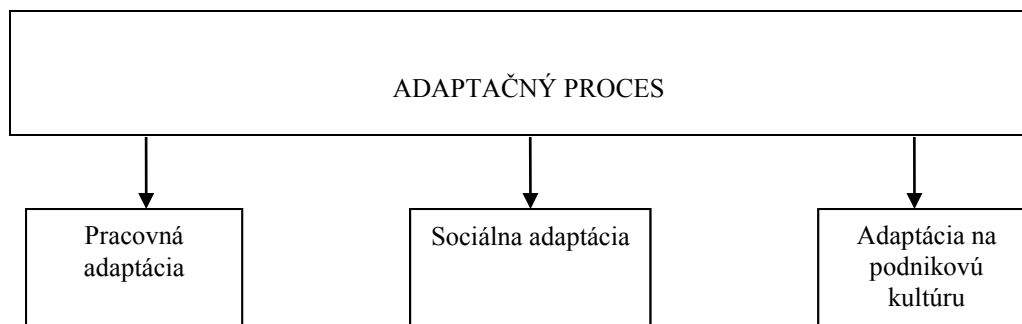 ADAPTAČNÝ PROCES
Pracovná
adaptácia
Sociálna adaptácia
Adaptácia na
podnikovú
kultúru